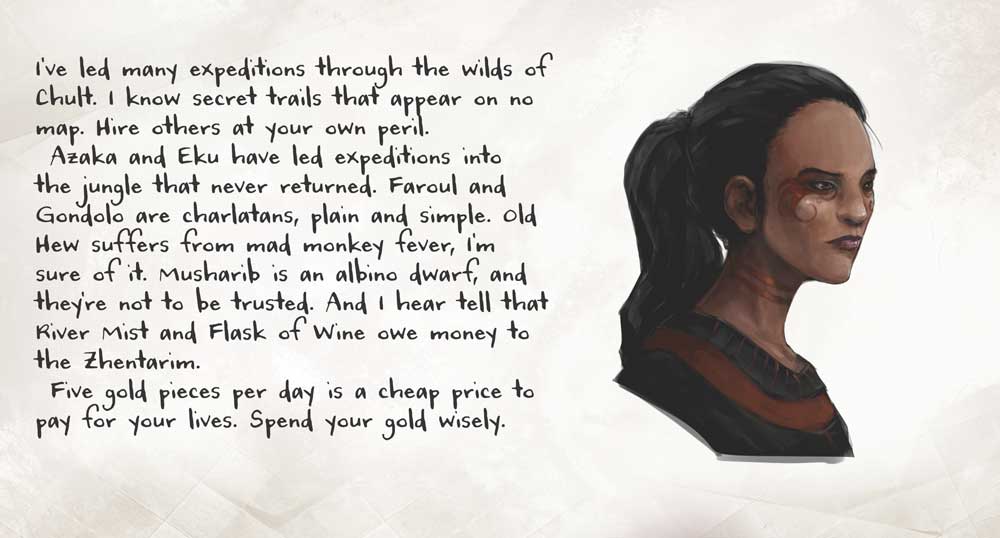 I've led many expeditions through the wilds of
Chult. I know secret trails that appear on no
map. Hire others at your own peril.
Azaka and Eku have led expeditions into
the jungle that never returned. Faroul and
Gondolo are charlatans, plain and simple. Old
Hew suffers from mad monkey fever, I'm
sure of it. Musharib is an albino dwarf, and
they're not to be trusted. And I hear tell that
River Mist and Flask of Wine owe money to
the Zhentarim.
Five gold pieces per day is a cheap price to
pay for your lives. Spend your gold wisely.